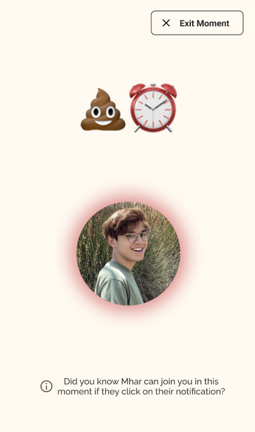 Exit Moment
Did you know Mhar can join you in this
moment if they click on their notification?